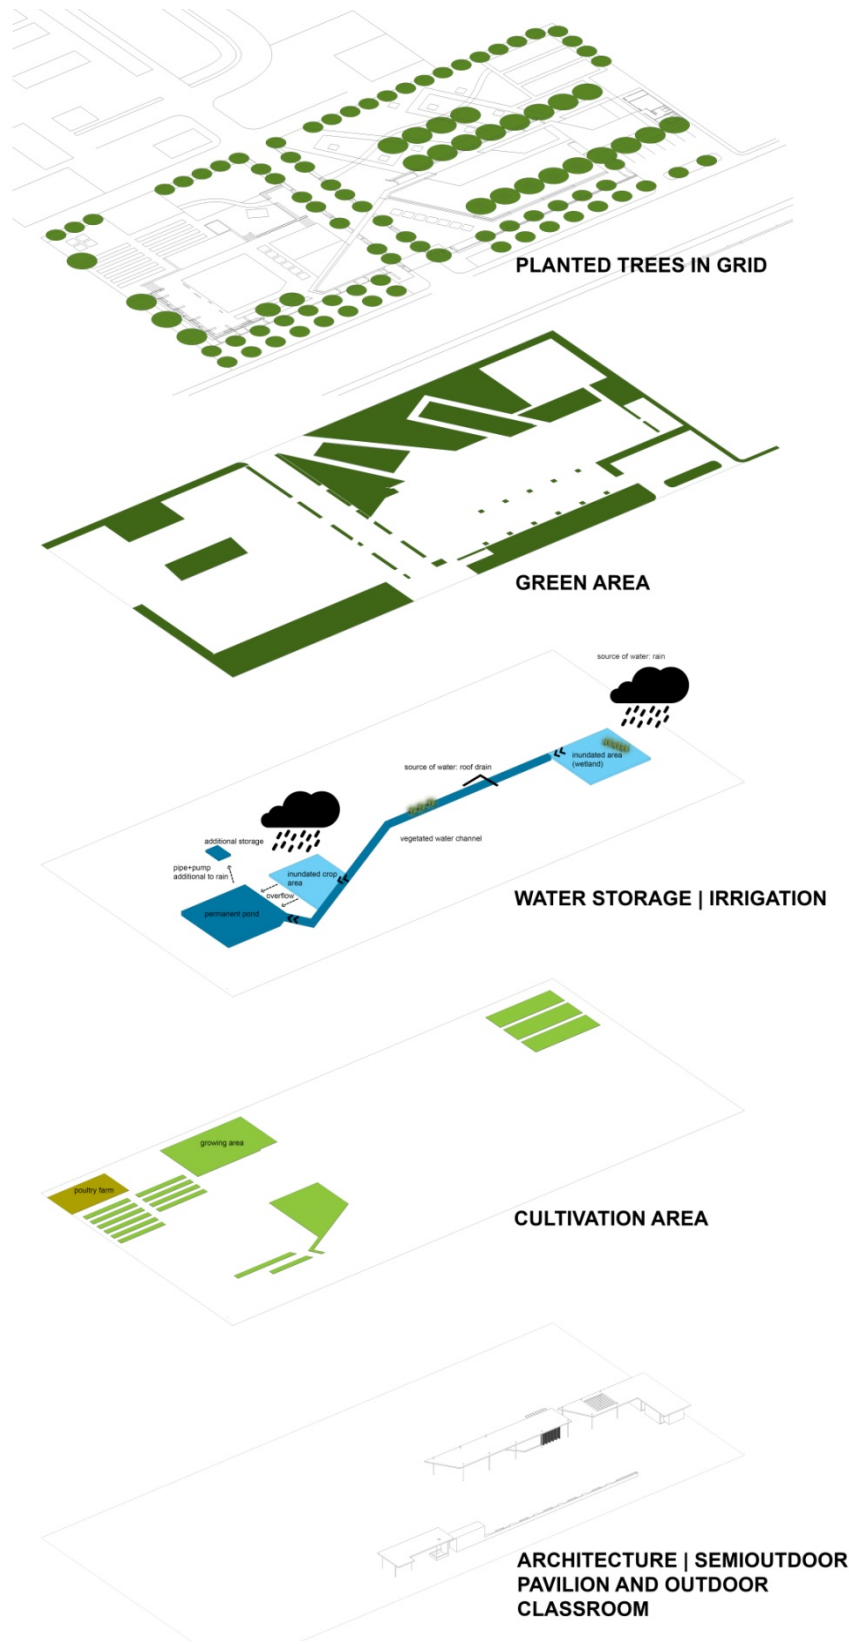 PLANTED TREES IN GRID
GREEN AREA
source of water: rain
inundated area
(wetland)
source of water: roof drain
vegetated water channel
additional storage
pipe+pump
additional to rain
inundated crop
area
overflow
permanent pond
WATER STORAGE | IRRIGATION
growing area
poultry farm
CULTIVATION AREA
ARCHITECTURE | SEMIOUTDOOR
PAVILION AND OUTDOOR
CLASSROOM